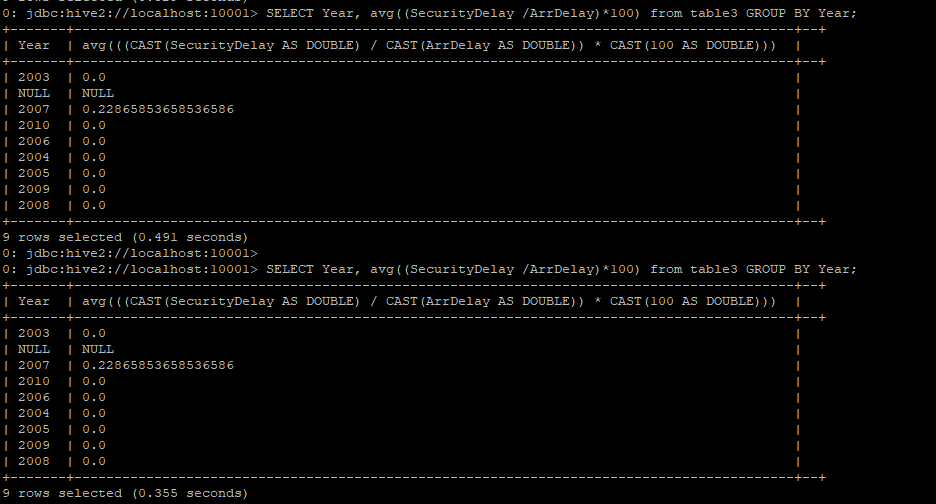 0: jdbc:hive2://localhost:10001> SELECT Year, avg((SecurityDelay /ArrDelay)*100) from table3 GROUP BY Year;
+-------+------------------------------------------------------------------------------------------+--+
| Year | avg(((CAST(SecurityDelay AS DOUBLE) / CAST(ArrDelay AS DOUBLE)) * CAST(100 AS DOUBLE))) |
+-------+------------------------------------------------------------------------------------------+--+
| 2003 | 0.0 |
| NULL | NULL |
| 2007 | 0.22865853658536586 |
| 2010 | 0.0 |
| 2006 | 0.0 |
| 2004 | 0.0 |
| 2005 | 0.0 |
| 2009 | 0.0 |
| 2008 | 0.0 |
+-------+------------------------------------------------------------------------------------------+--+
9 rows selected (0.491 seconds)
0: jdbc:hive2://localhost:10001>
0: jdbc:hive2://localhost:10001> SELECT Year, avg((SecurityDelay /ArrDelay)*100) from table3 GROUP BY Year;
+-------+------------------------------------------------------------------------------------------+--+
| Year | avg(((CAST(SecurityDelay AS DOUBLE) / CAST(ArrDelay AS DOUBLE)) * CAST(100 AS DOUBLE))) |
+-------+------------------------------------------------------------------------------------------+--+
| 2003 | 0.0 |
| NULL | NULL |
| 2007 | 0.22865853658536586 |
| 2010 | 0.0 |
| 2006 | 0.0 |
| 2004 | 0.0 |
| 2005 | 0.0 |
| 2009 | 0.0 |
| 2008 | 0.0 |
+-------+------------------------------------------------------------------------------------------+--+
9 rows selected (0.355 seconds)